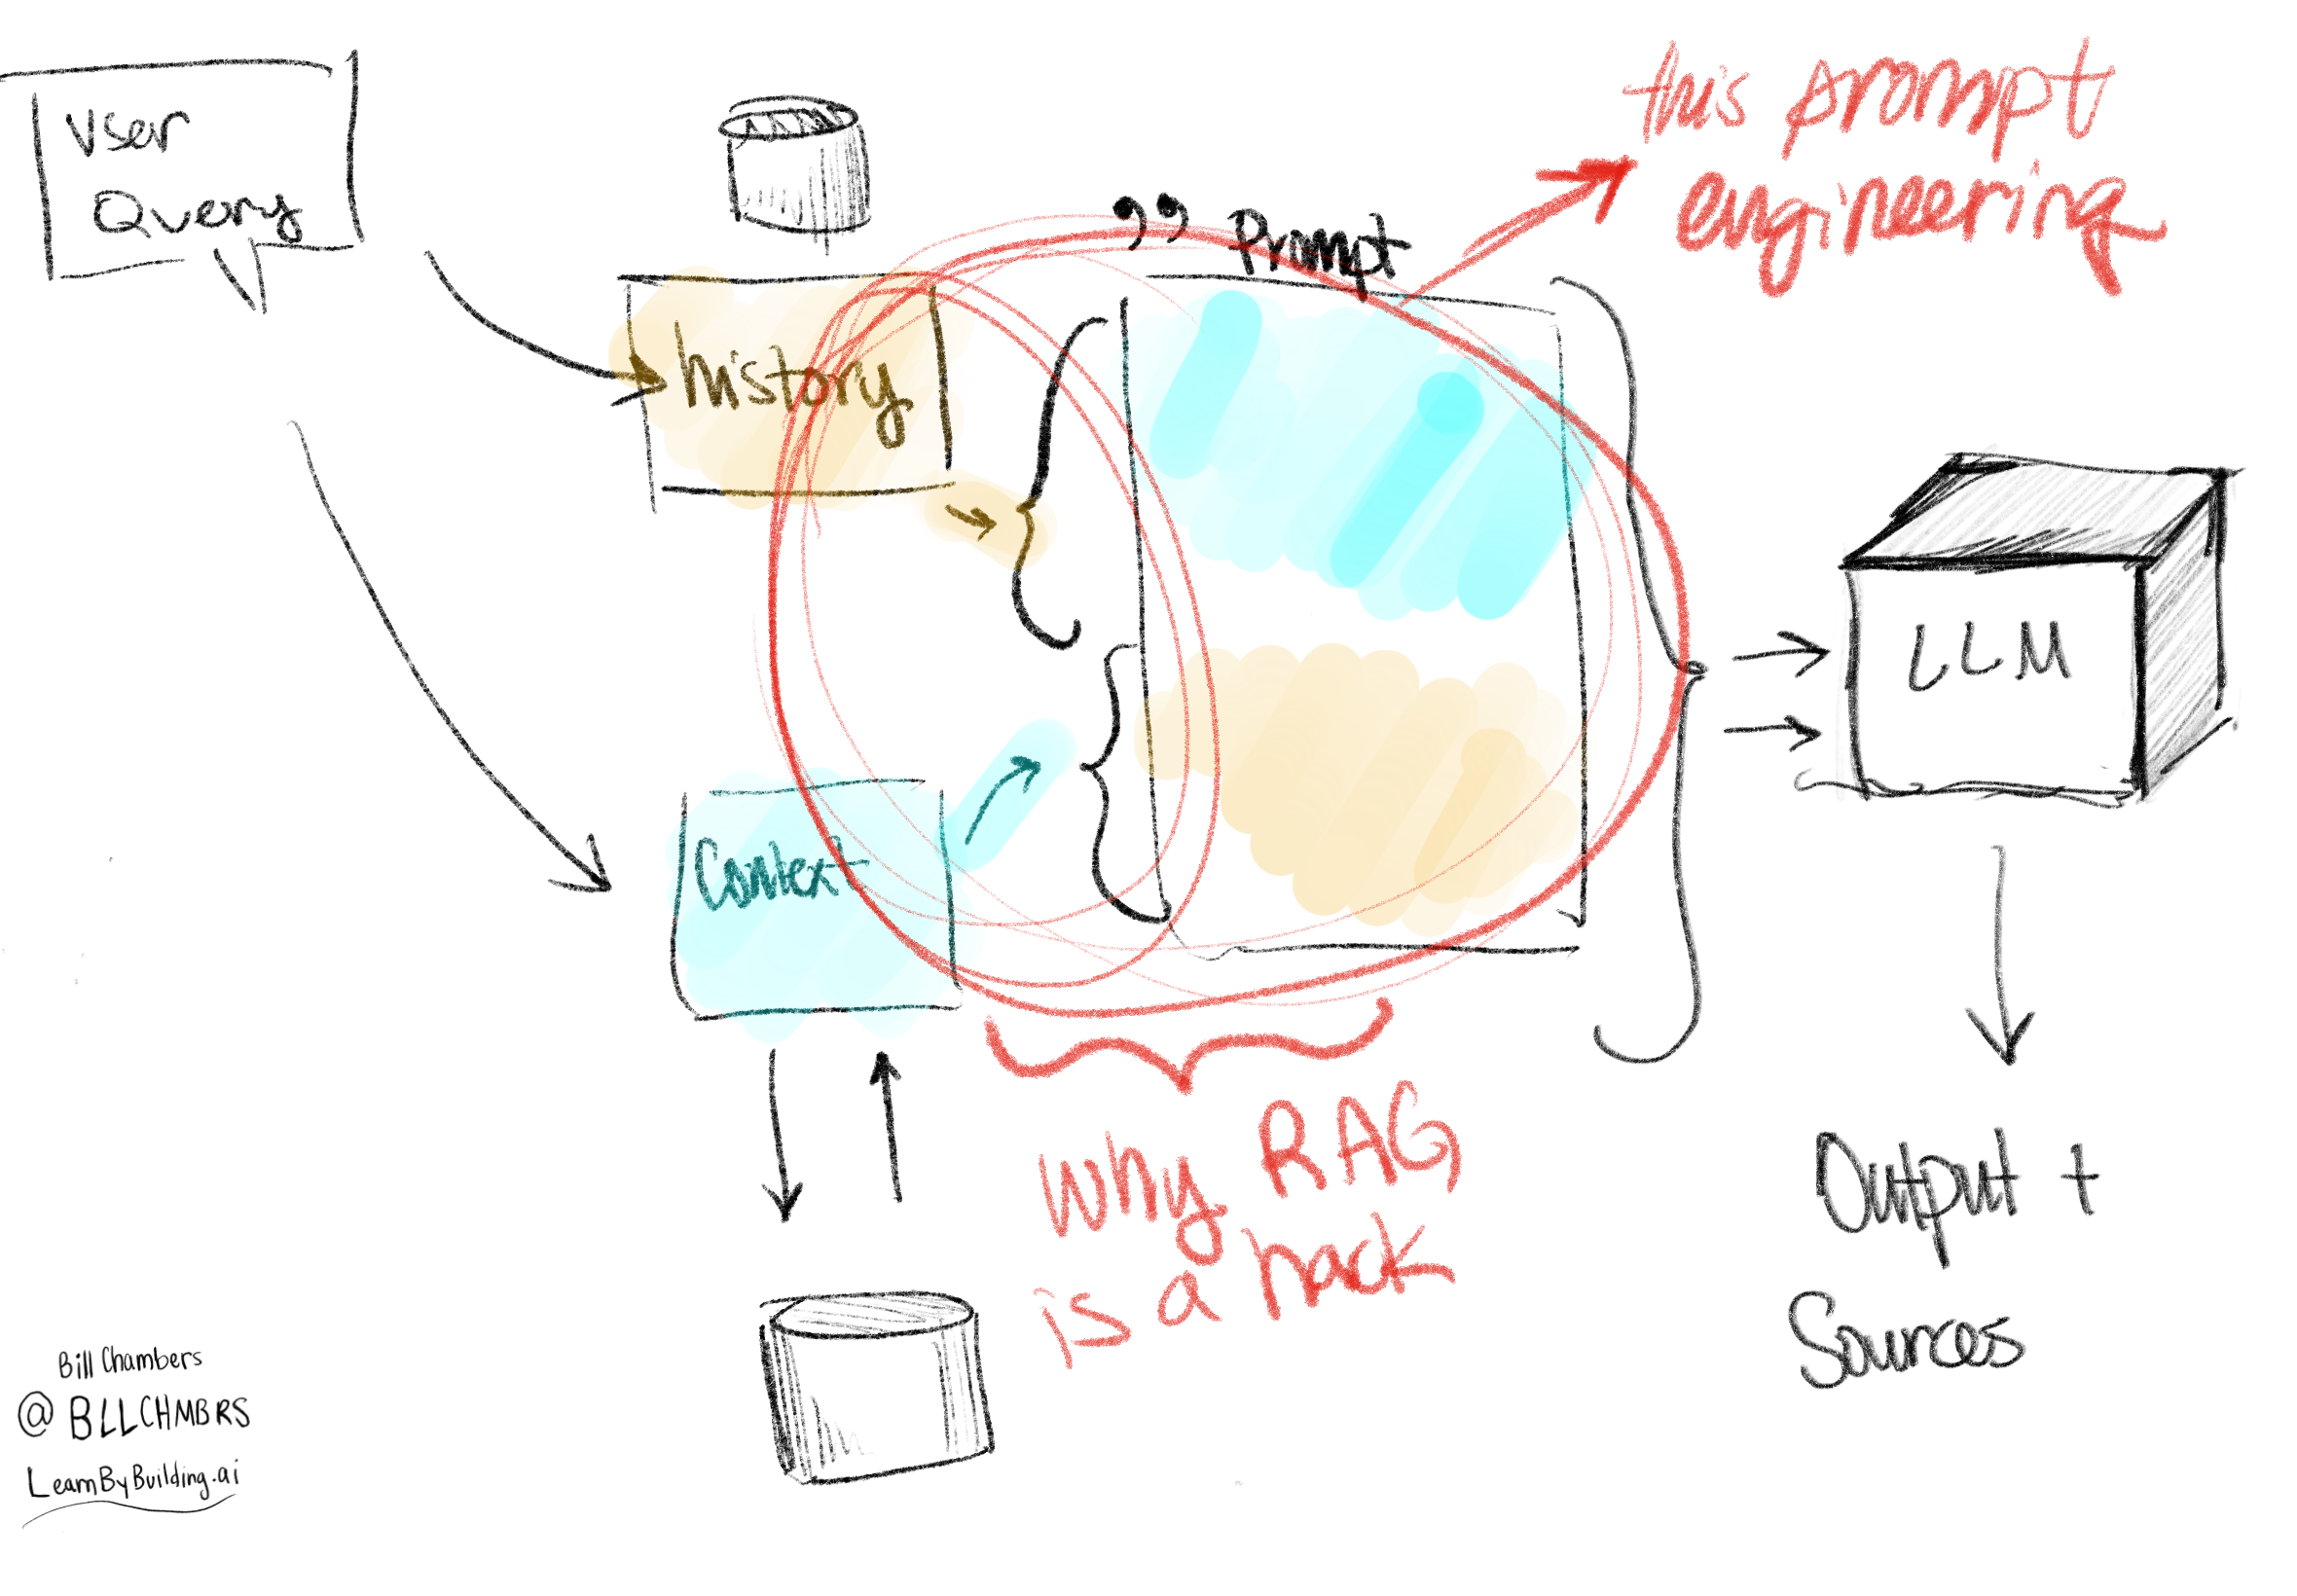 User
Query
history
” Prompt
this prompt
engineering
LLM
Context
Why RAG
is a hack
Output +
Sources
Bill Chambers
@BLLCHMBRS
LearnByBuilding.ai